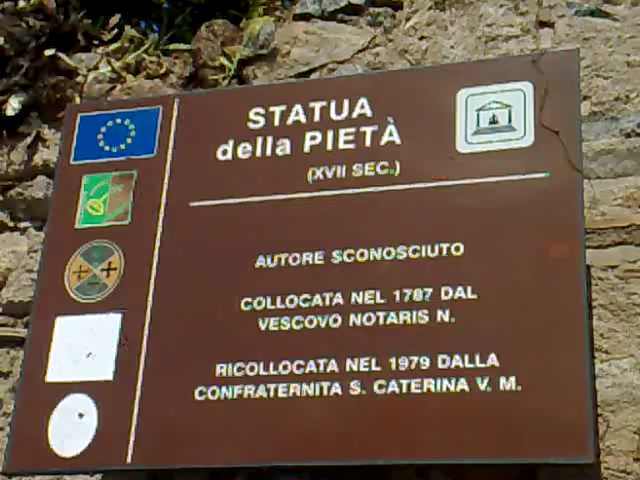 STATUA
della PIETÀ
(XVII SEC.)
AUTORE SCONOSCIUTO
COLLOCATA NEL 1787 DAL
VESCOVO NOTARIS N.
RICOLLOCATA NEL 1979 DALLA
CONFRATERNITA S. CATERINA V. M.